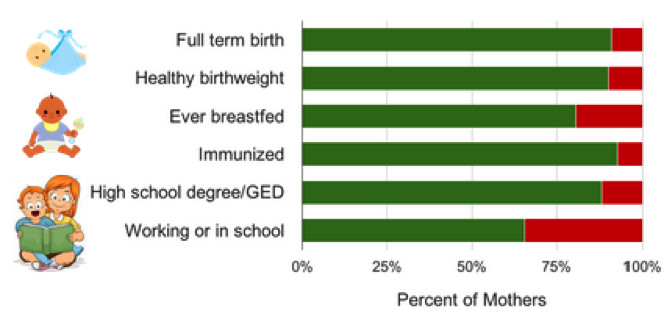 Full term birth
Healthy birthweight
Ever breastfed
Immunized
High school degree/GED
Working or in school
0% 25% 50% 75% 100%
Percent of Mothers